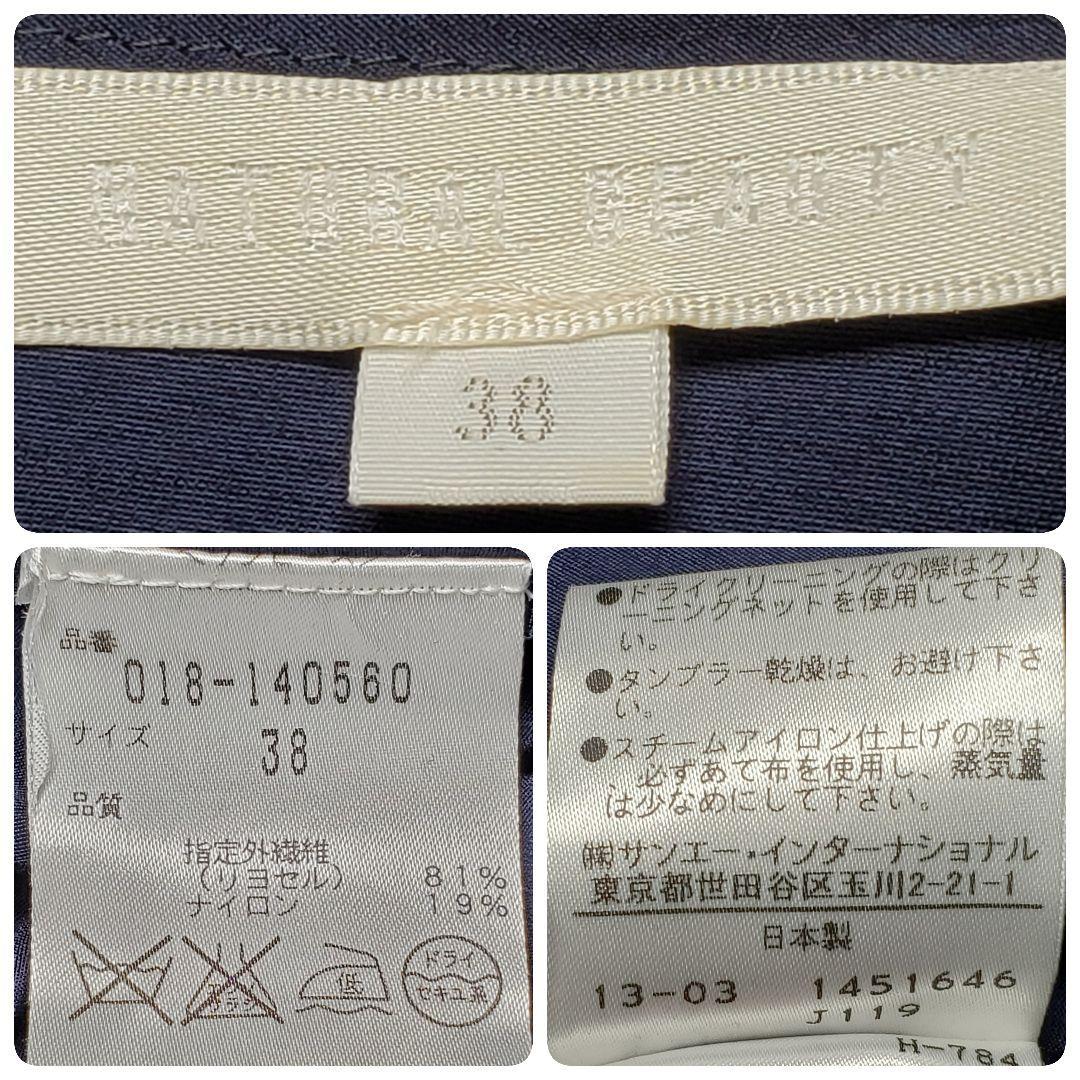 NATURAL BEAUTY
38
品番
018-140560
サイズ
38
品質
指定外繊維
(リヨセル) 81%
ナイロン 19%
エンソ
サラシ
低
ドライ
セキユ系
●ドライクリーニングの際はクリ
ーニングネットを使用して下さ
い。
●タンブラー乾燥は、お避け下さ
い。
●スチームアイロン仕上げの際は
必ずあて布を使用し、蒸気量
は少なめにして下さい。
㈱サンエー・インターナショナル
東京都世田谷区玉川2-21-1
日本製
13-03 1451646
J119
H-784